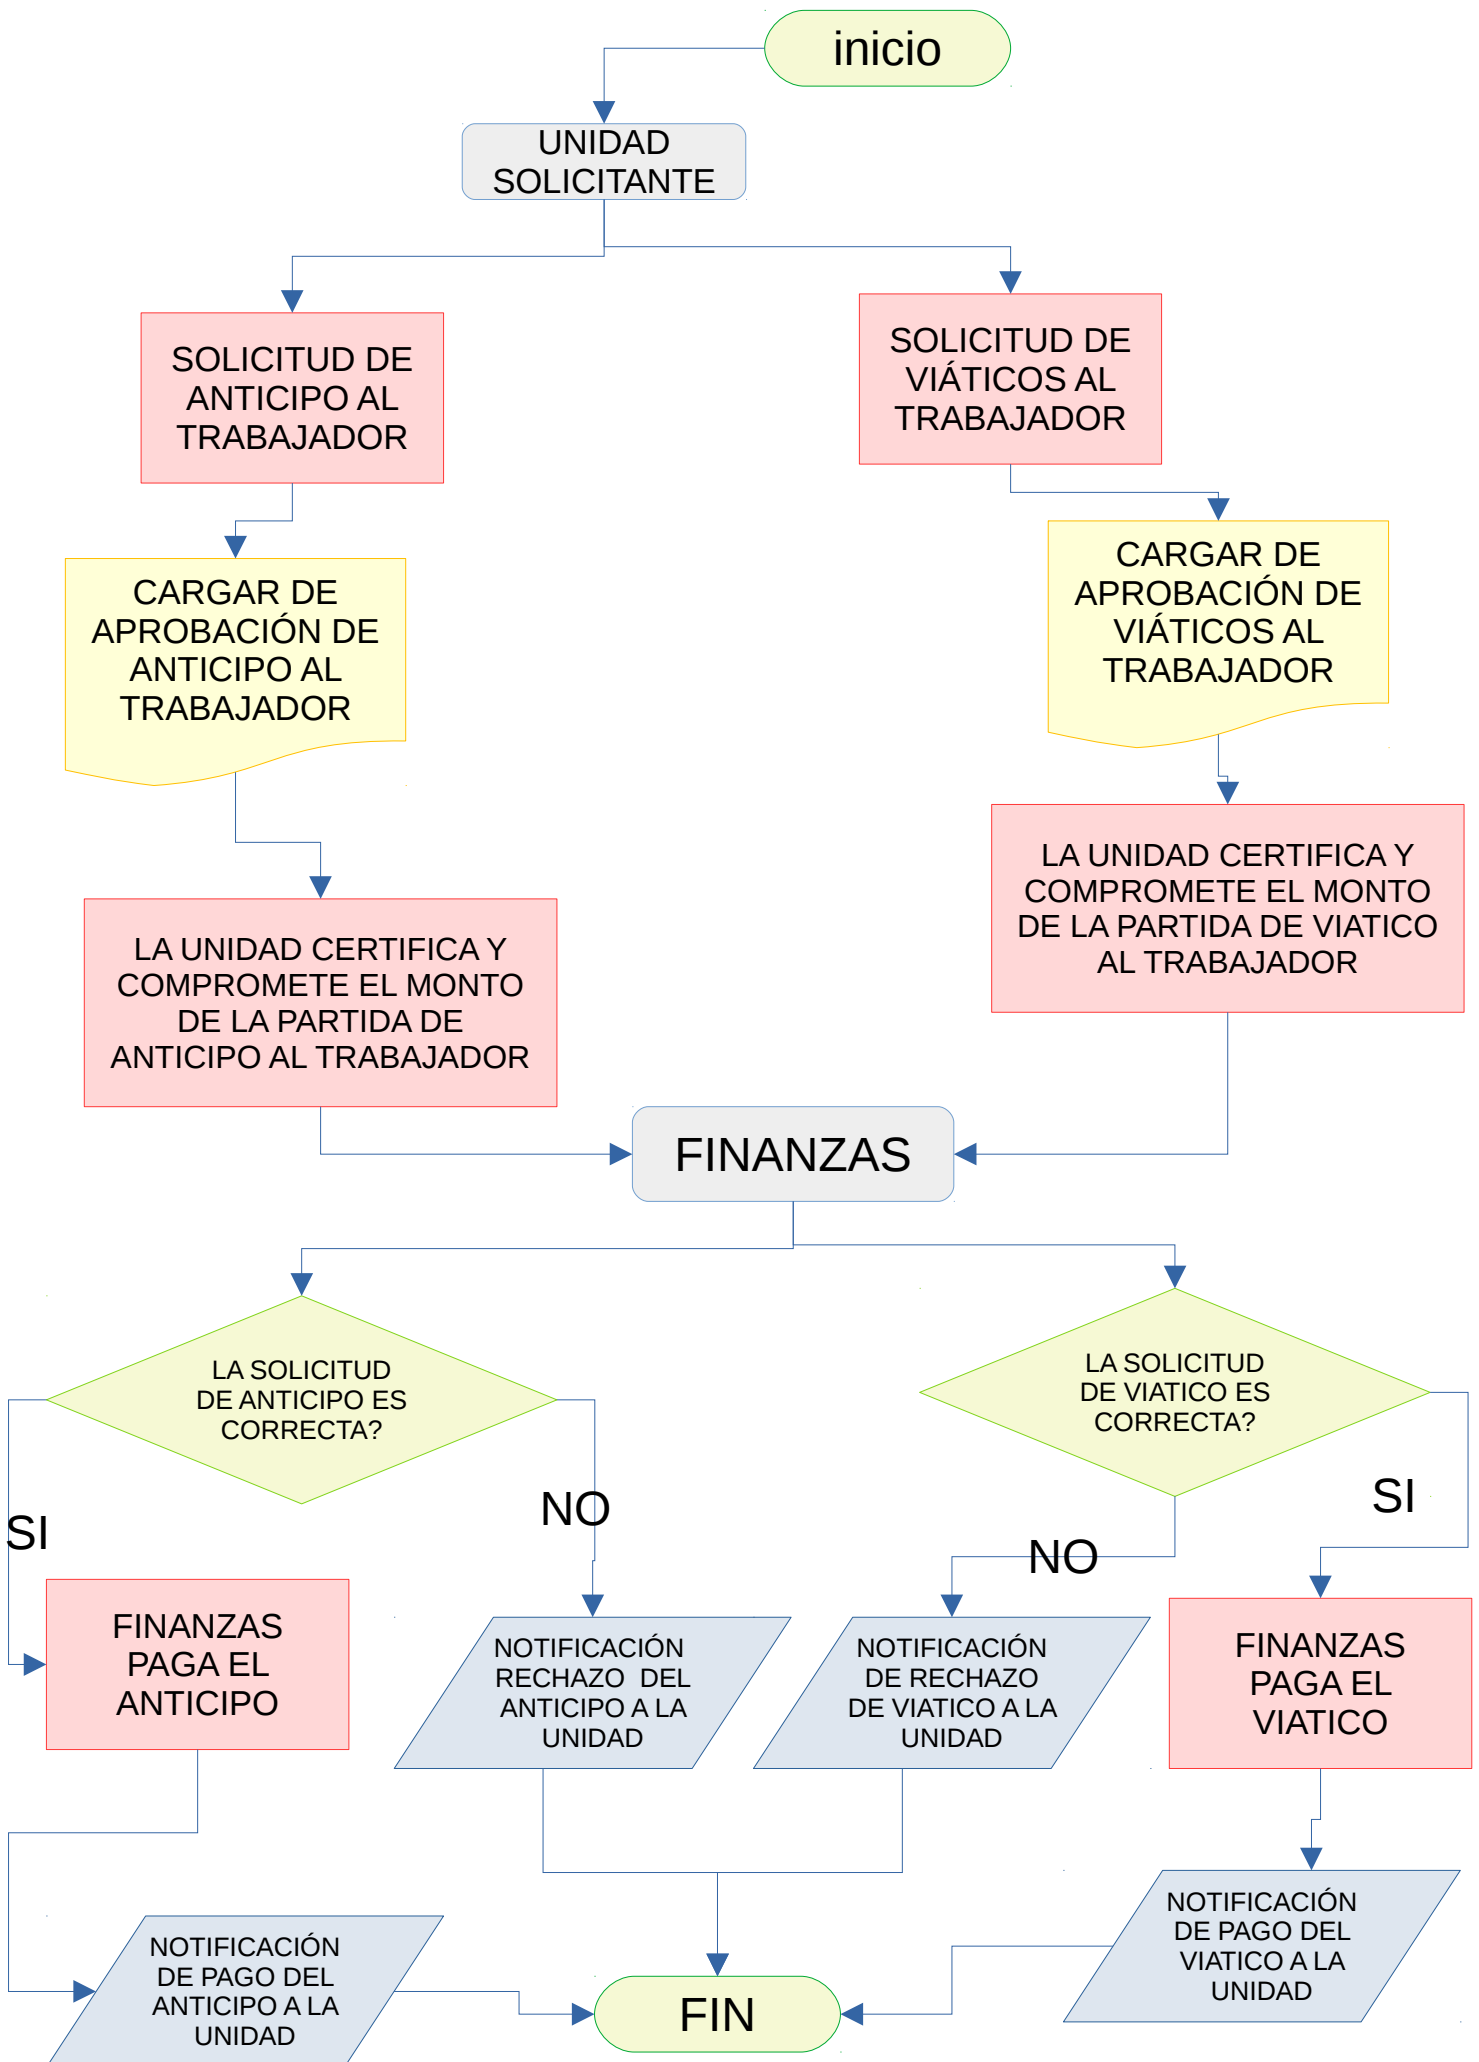 inicio
UNIDAD
SOLICITANTE
SOLICITUD DE
ANTICIPO AL
TRABAJADOR
SOLICITUD DE
VIÁTICOS AL
TRABAJADOR
CARGAR DE
APROBACIÓN DE
ANTICIPO AL
TRABAJADOR
CARGAR DE
APROBACIÓN DE
VIÁTICOS AL
TRABAJADOR
LA UNIDAD CERTIFICA Y
COMPROMETE EL MONTO
DE LA PARTIDA DE
ANTICIPO AL TRABAJADOR
LA UNIDAD CERTIFICA Y
COMPROMETE EL MONTO
DE LA PARTIDA DE VIATICO
AL TRABAJADOR
FINANZAS
LA SOLICITUD
DE ANTICIPO ES
CORRECTA?
LA SOLICITUD
DE VIATICO ES
CORRECTA?
SI
NO
NO
SI
FINANZAS
PAGA EL
ANTICIPO
NOTIFICACIÓN
RECHAZO  DEL
ANTICIPO A LA
UNIDAD
NOTIFICACIÓN
DE RECHAZO
DE VIATICO A LA
UNIDAD
FINANZAS
PAGA EL
VIATICO
NOTIFICACIÓN
DE PAGO DEL
ANTICIPO A LA
UNIDAD
FIN
NOTIFICACIÓN
DE PAGO DEL
VIATICO A LA
UNIDAD